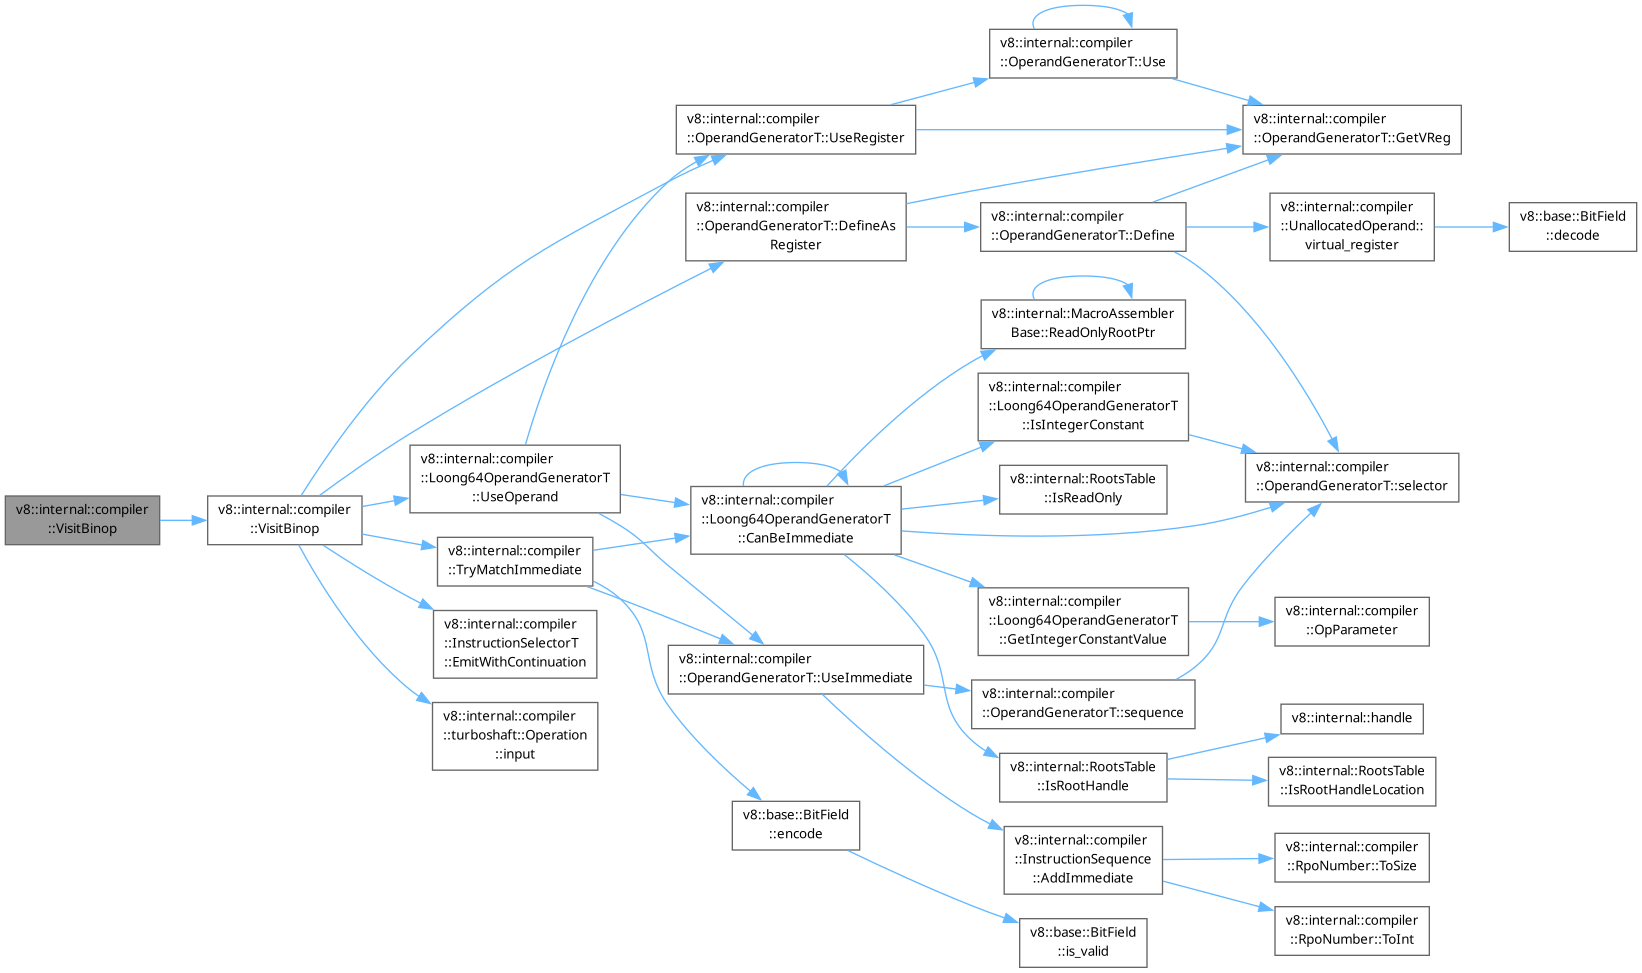 v8::internal::compiler
::VisitBinop
v8::internal::compiler
::VisitBinop
v8::internal::compiler
::OperandGeneratorT::UseRegister
v8::internal::compiler
::OperandGeneratorT::Use
v8::internal::compiler
::OperandGeneratorT::GetVReg
v8::internal::compiler
::OperandGeneratorT::DefineAs
Register
v8::internal::compiler
::OperandGeneratorT::Define
v8::internal::compiler
::UnallocatedOperand::
virtual_register
v8::base::BitField
::decode
v8::internal::MacroAssembler
Base::ReadOnlyRootPtr
v8::internal::compiler
::Loong64OperandGeneratorT
::IsIntegerConstant
v8::internal::compiler
::Loong64OperandGeneratorT
::UseOperand
v8::internal::compiler
::Loong64OperandGeneratorT
::CanBeImmediate
v8::internal::RootsTable
::IsReadOnly
v8::internal::compiler
::OperandGeneratorT::selector
v8::internal::compiler
::TryMatchImmediate
v8::internal::compiler
::InstructionSelectorT
::EmitWithContinuation
v8::internal::compiler
::turboshaft::Operation
::input
v8::internal::compiler
::OperandGeneratorT::UseImmediate
v8::internal::compiler
::Loong64OperandGeneratorT
::GetIntegerConstantValue
v8::internal::compiler
::OpParameter
v8::internal::compiler
::OperandGeneratorT::sequence
v8::internal::RootsTable
::IsRootHandle
v8::internal::handle
v8::internal::RootsTable
::IsRootHandleLocation
v8::base::BitField
::encode
v8::internal::compiler
::InstructionSequence
::AddImmediate
v8::internal::compiler
::RpoNumber::ToSize
v8::internal::compiler
::RpoNumber::ToInt
v8::base::BitField
::is_valid